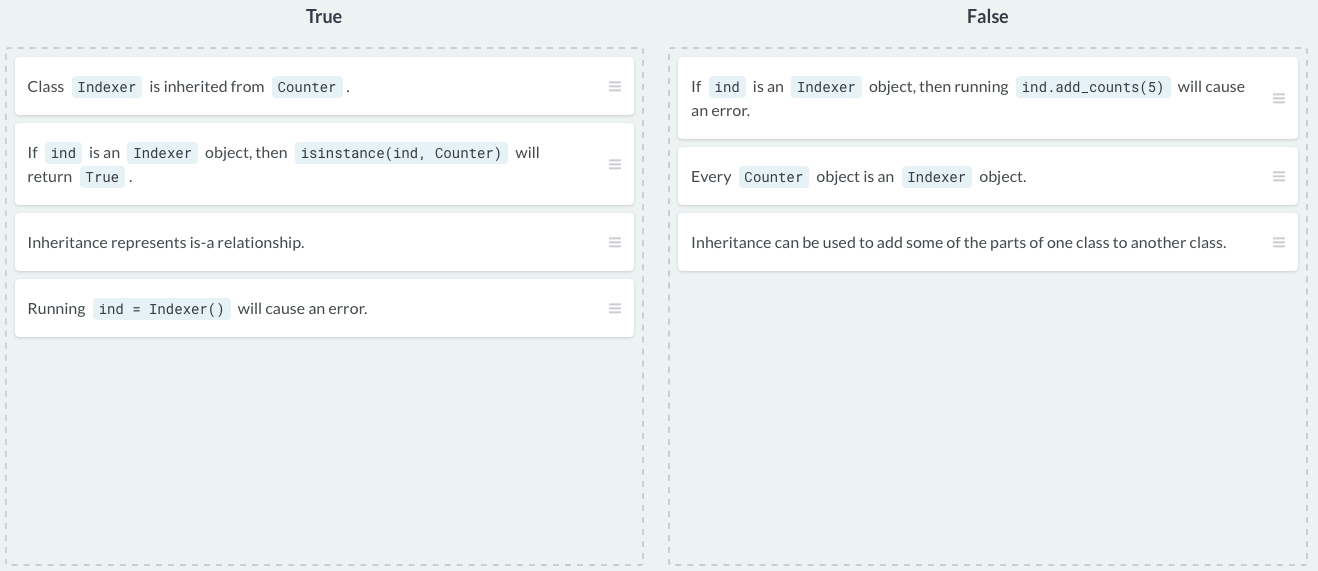 True
False
Class Indexer is inherited from Counter .
If ind is an Indexer object, then isinstance(ind, Counter) will
return True .
Inheritance represents is-a relationship.
Running ind = Indexer() will cause an error.
If ind is an Indexer object, then running ind.add_counts(5) will cause
an error.
Every Counter object is an Indexer object.
Inheritance can be used to add some of the parts of one class to another class.